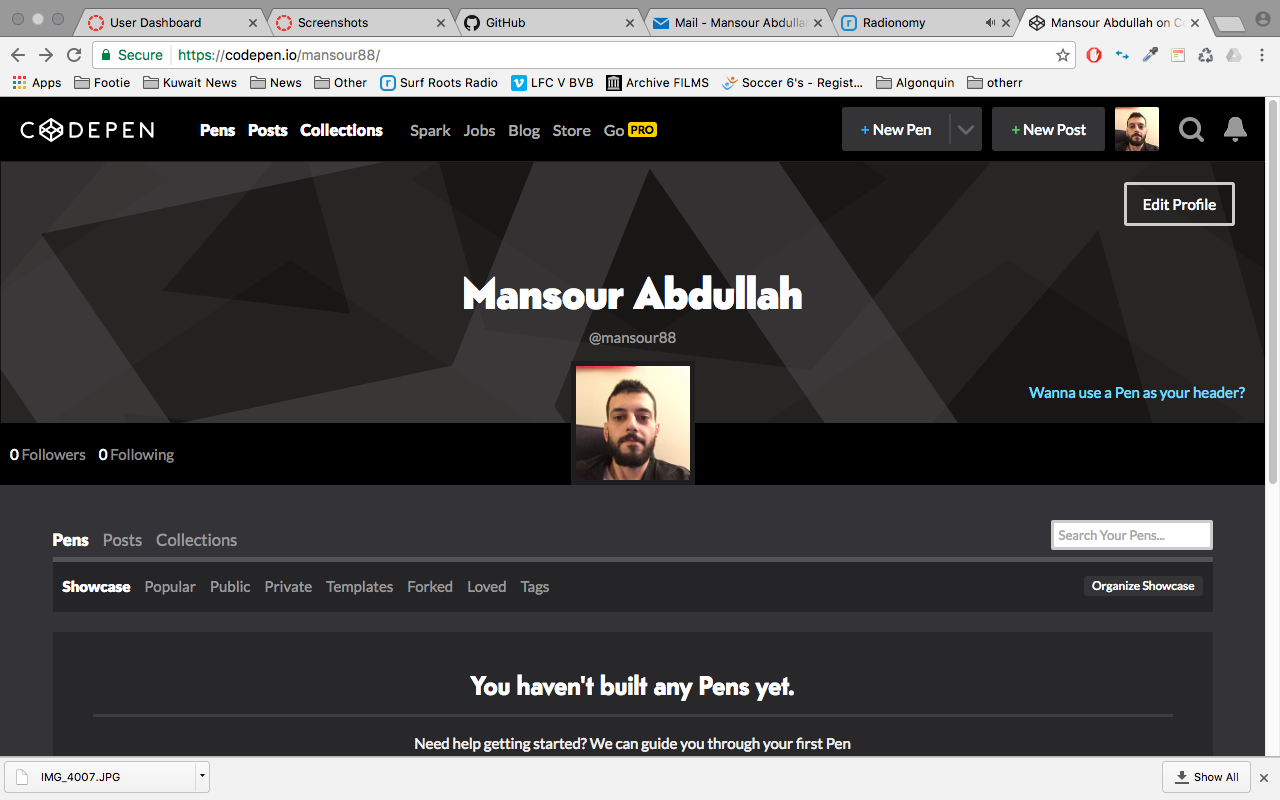 User Dashboard Screenshots GitHub Mail - Mansour Abdulla Radionomy Mansour Abdullah on C
Secure https://codepen.io/mansour88/
Apps Footie Kuwait News News Other Surf Roots Radio LFC V BVB Archive FILMS Soccer 6's - Regist... Algonquin otherr
CODEPEN Pens Posts Collections Spark Jobs Blog Store Go PRO + New Pen + New Post
Edit Profile
Mansour Abdullah
@mansour88
Wanna use a Pen as your header?
0 Followers 0 Following
Pens Posts Collections Search Your Pens...
Showcase Popular Public Private Templates Forked Loved Tags Organize Showcase
You haven't built any Pens yet.
Need help getting started? We can guide you through your first Pen
IMG_4007.JPG Show All